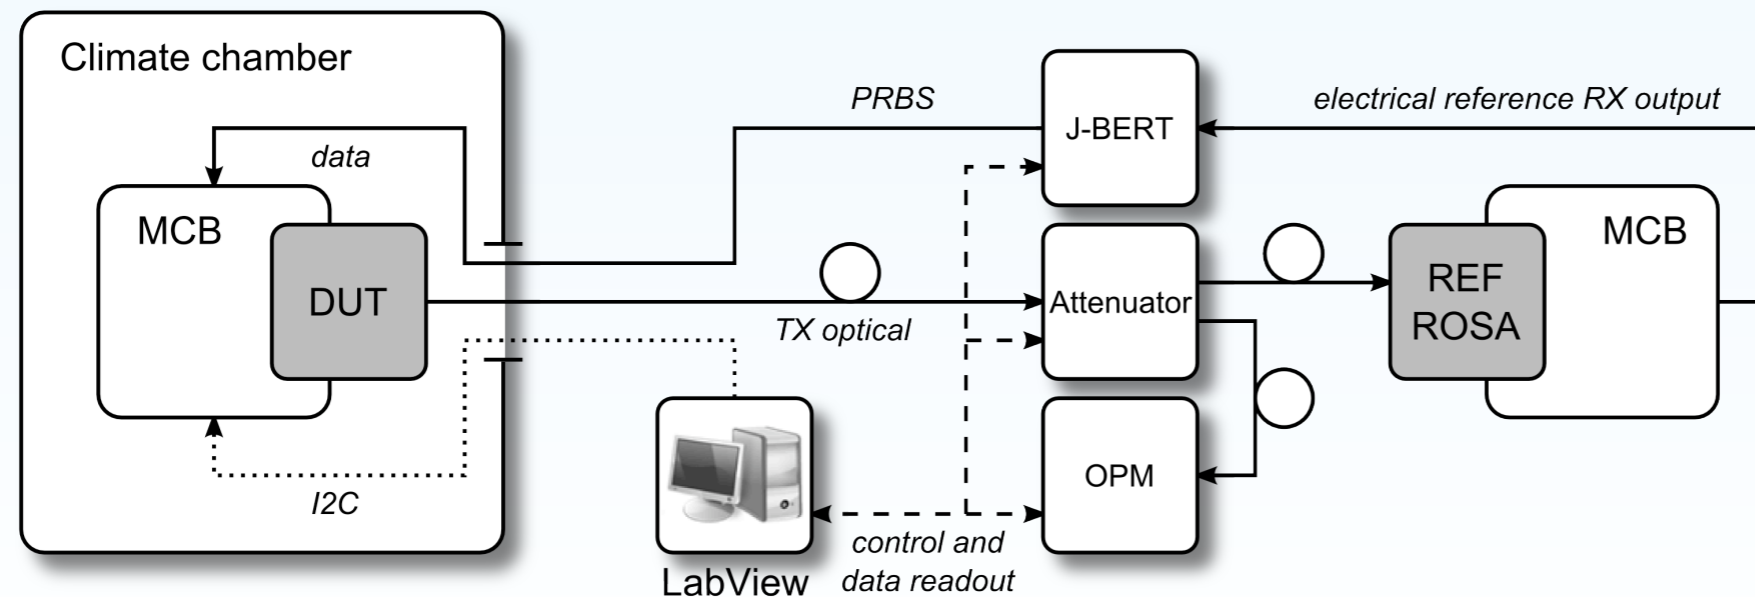 Climate chamber
PRBS
electrical reference RX output
J-BERT
data
MCB
MCB
DUT
REF
ROSA
Attenuator
TX optical
OPM
I2C
control and
data readout
LabView